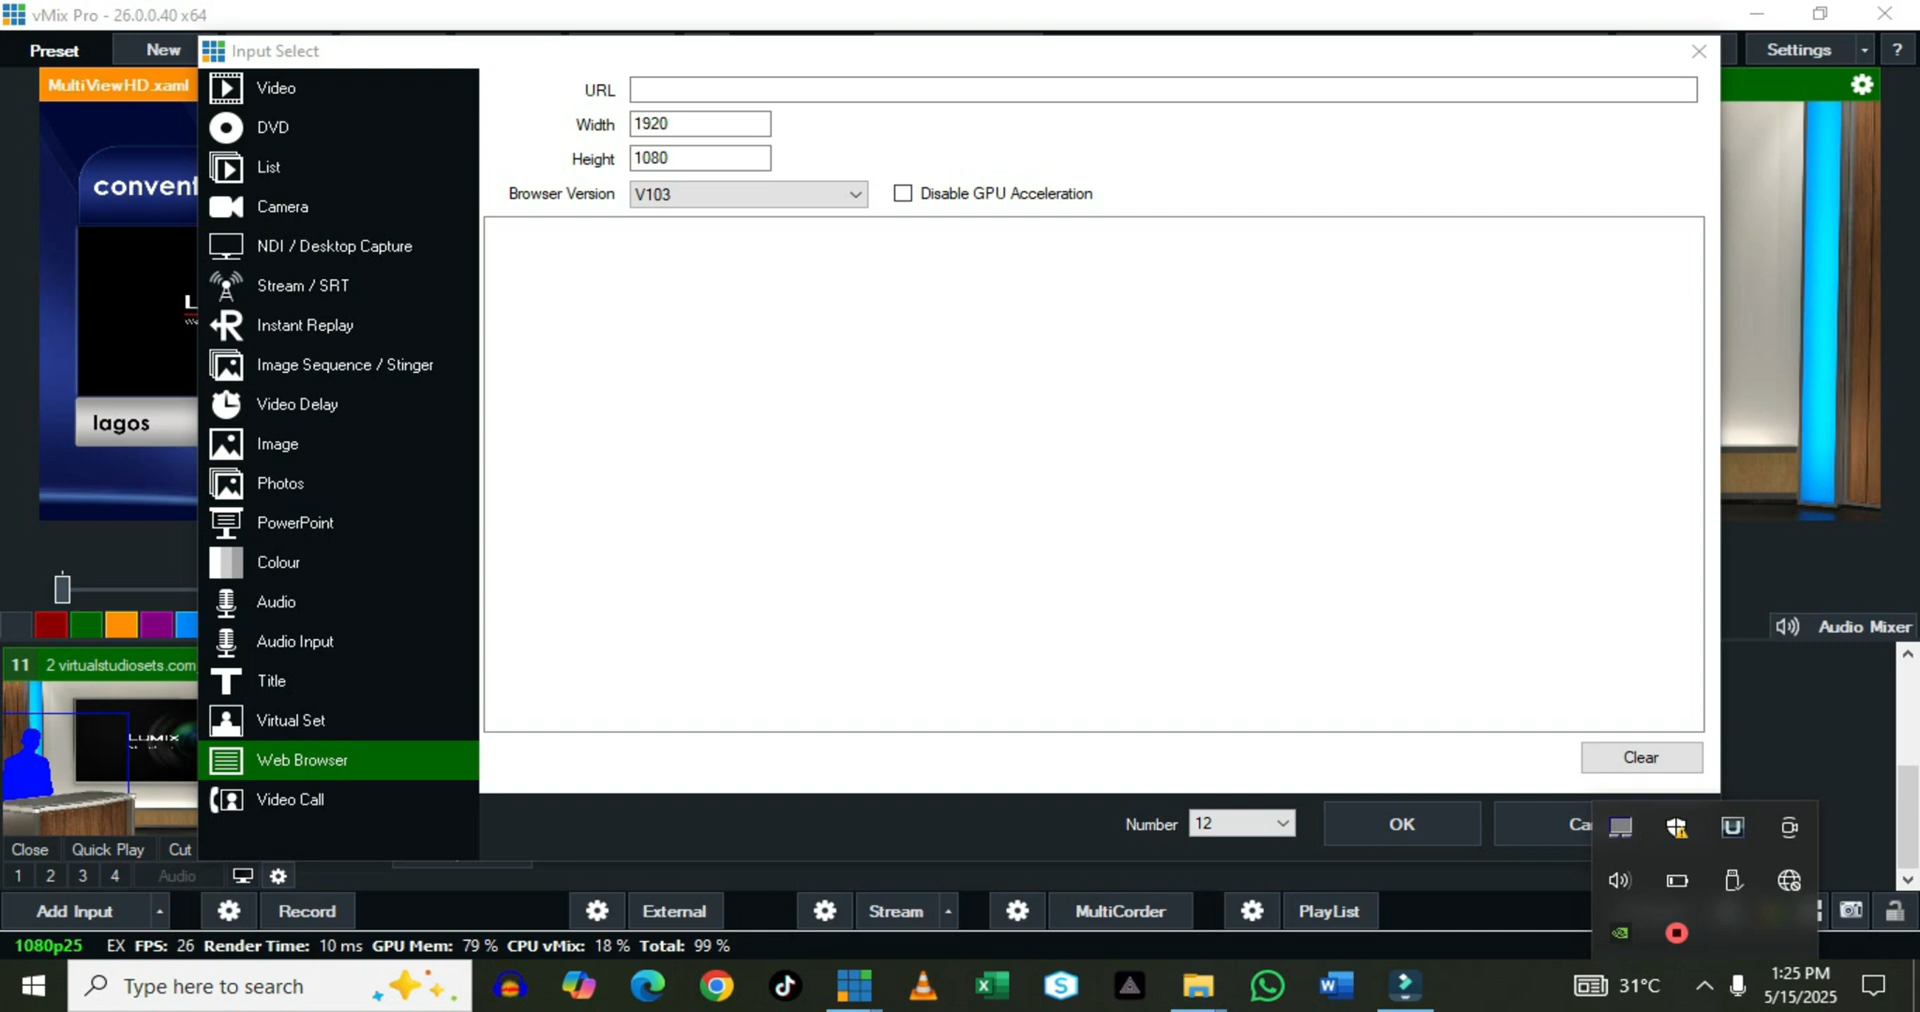 vMix Pro - 26.0.0.40 x64
Preset
New
Input Select
Settings
?
MultiViewHD.xaml
Video
DVD
List
Camera
NDI / Desktop Capture
Stream / SRT
Instant Replay
Image Sequence / Stinger
Video Delay
Image
Photos
PowerPoint
Colour
Audio
Audio Input
Title
Virtual Set
Web Browser
Video Call
URL
Width 1920
Height 1080
Browser Version V103
Disable GPU Acceleration
Clear
Number 12
OK
Ca
convent
lagos
Audio Mixer
11 2 virtualstudiosets.com
LUMIX
Close Quick Play Cut
1 2 3 4 Audio
Add Input Record External Stream MultiCorder PlayList
1080p25 EX FPS: 26 Render Time: 10 ms GPU Mem: 79 % CPU vMix: 18 % Total: 99 %
Type here to search
31°C
1:25 PM
5/15/2025